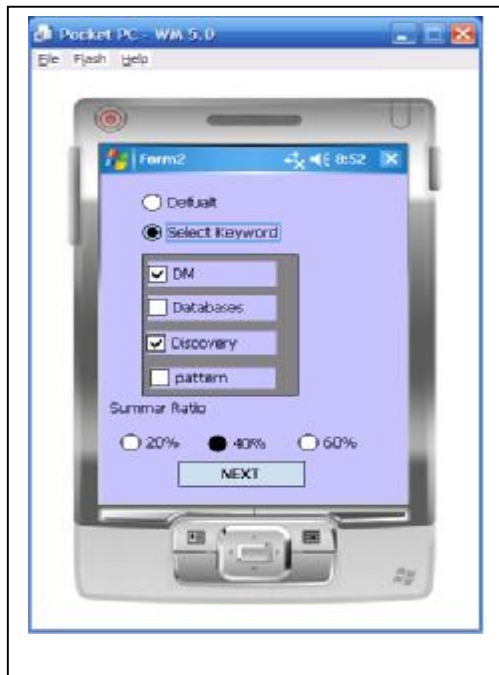 Pocket PC - WM 5.0
File Flash Help
Form2 8:52
Defualt
Select Keyword
DM
Databases
Discovery
pattern
Summar Ratio
20% 40% 60%
NEXT